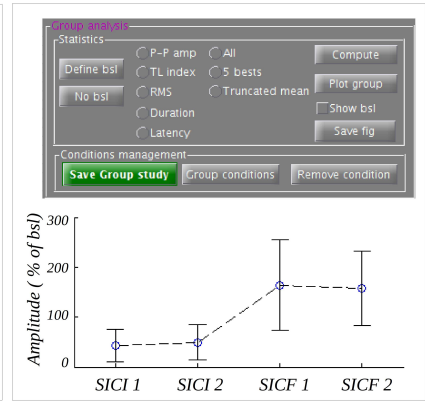 Group analysis
Statistics
Define bsl
No bsl
P-P amp
TL index
RMS
Duration
Latency
All
5 bests
Truncated mean
Compute
Plot group
Show bsl
Save fig
Conditions management
Save Group study Group conditions Remove condition
Amplitude ( % of bsl)
300
200
100
0
SICI 1 SICI 2 SICF 1 SICF 2